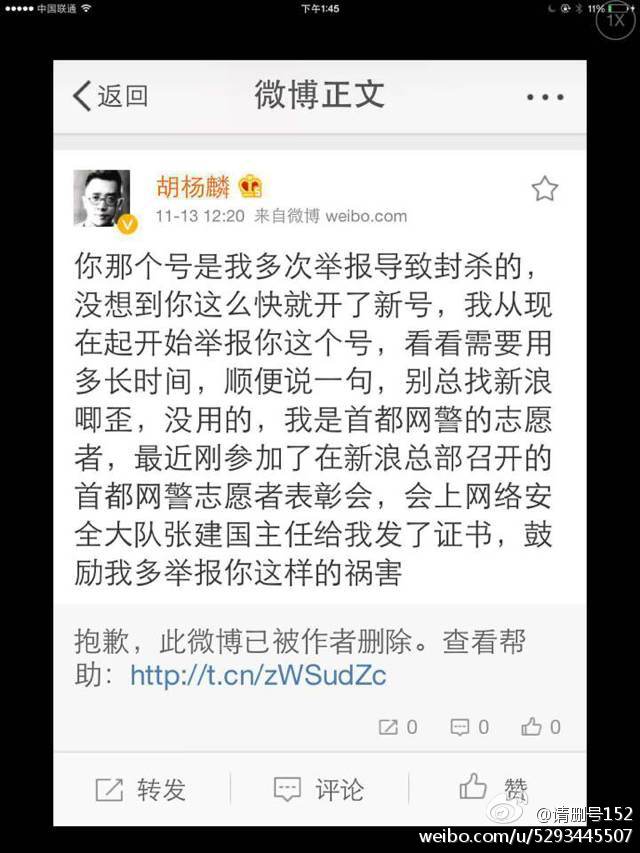 中国联通
下午1:45
11%
1X
返回
微博正文
胡杨麟
11-13 12:20 来自微博 weibo.com
你那个号是我多次举报导致封杀的，
没想到你这么快就开了新号，我从现
在起开始举报你这个号，看看需要用
多长时间，顺便说一句，别总找新浪
唧歪，没用的，我是首都网警的志愿
者，最近刚参加了在新浪总部召开的
首都网警志愿者表彰会，会上网络安
全大队张建国主任给我发了证书，鼓
励我多举报你这样的祸害
抱歉，此微博已被作者删除。查看帮
助：http://t.cn/zWSudZc
0 0 0
转发 评论 赞
@请删号152
weibo.com/u/5293445507